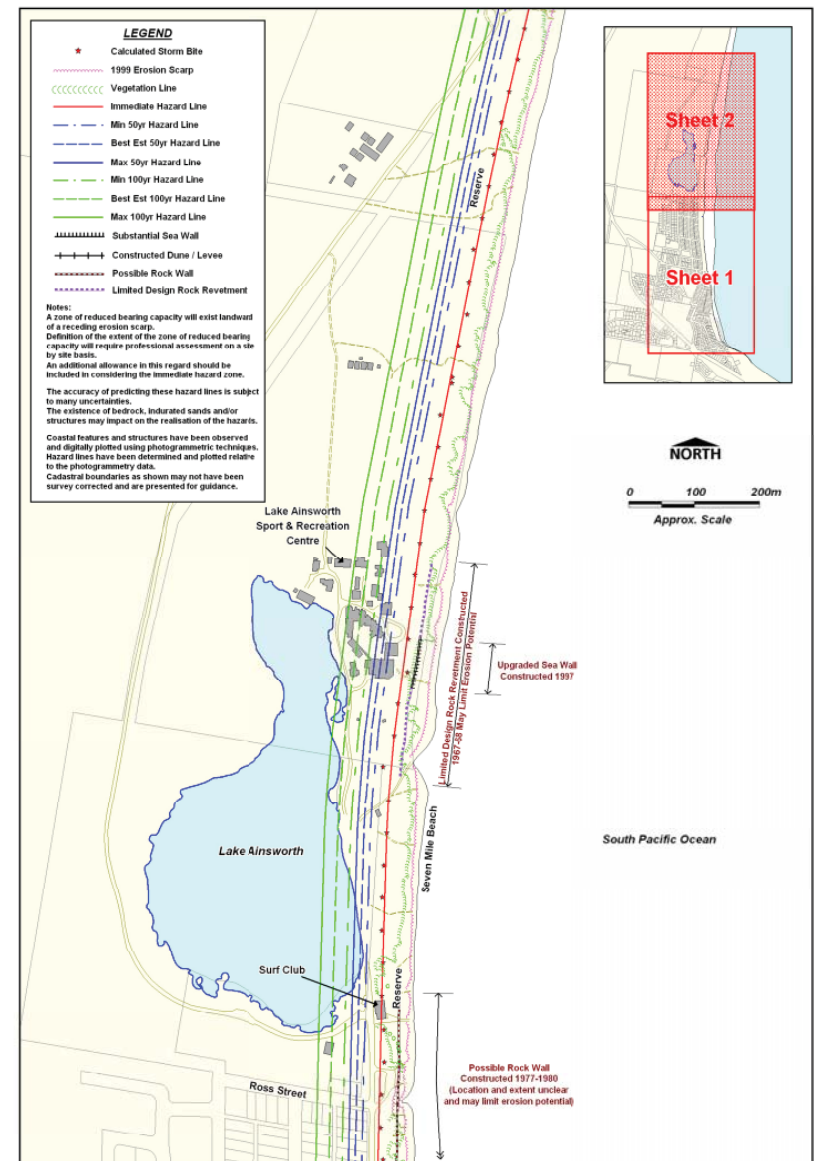 LEGEND
Calculated Storm Bite
1999 Erosion Scarp
Vegetation Line
Immediate Hazard Line
Min 50yr Hazard Line
Best Est 50yr Hazard Line
Max 50yr Hazard Line
Min 100yr Hazard Line
Best Est 100yr Hazard Line
Max 100yr Hazard Line
Substantial Sea Wall
Constructed Dune / Levee
Possible Rock Wall
Limited Design Rock Revetment
Notes:
A zone of reduced bearing capacity will exist landward
of a receding erosion scarp.
Definition of the extent of the zone of reduced bearing
capacity will require professional assessment on a site
by site basis.
An additional allowance in this regard should be
included in considering the immediate hazard zone.
The accuracy of predicting these hazard lines is subject
to many uncertainties.
The existence of bedrock, indurated sands and/or
structures may impact on the realisation of the hazards.
Coastal features and structures have been observed
and digitally plotted using photogrammetric techniques.
Hazard lines have been determined and plotted relative
to the photogrammetry data.
Cadastral boundaries as shown may not have been
survey corrected and are presented for guidance.
Sheet 2
Sheet 1
NORTH
0 100 200m
Approx. Scale
Reserve
Lake Ainsworth
Sport & Recreation
Centre
Limited Design Rock Revetment Constructed
1967-68 May Limit Erosion Potential
Upgraded Sea Wall
Constructed 1997
Seven Mile Beach
South Pacific Ocean
Lake Ainsworth
Surf Club
Reserve
Possible Rock Wall
Constructed 1977-1980
(Location and extent unclear
and may limit erosion potential)
Ross Street